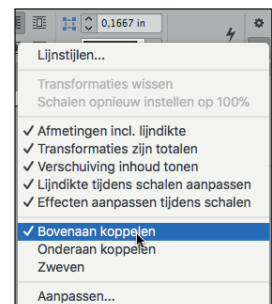 0,1667 in
Lijnstijlen...
Transformaties wissen
Schalen opnieuw instellen op 100%
✓ Afmetingen incl. lijndikte
✓ Transformaties zijn totalen
✓ Verschuiving inhoud tonen
✓ Lijndikte tijdens schalen aanpassen
✓ Effecten aanpassen tijdens schalen
✓ Bovenaan koppelen
Onderaan koppelen
Zweven
Aanpassen...